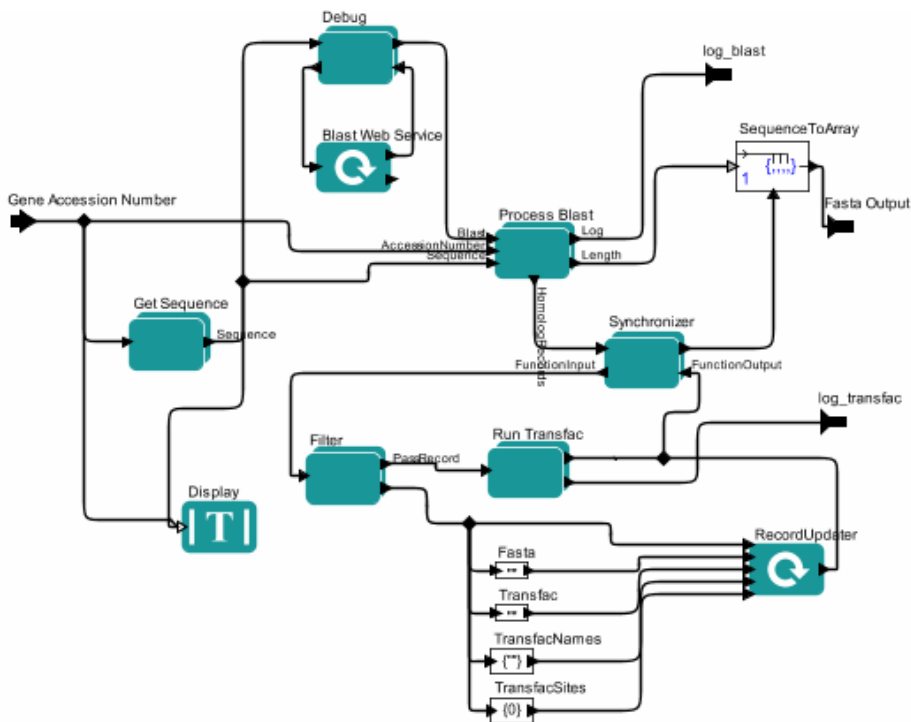 Debug
log_blast
Blast Web Service
SequenceToArray
1
{,,,,}
Gene Accession Number
Fasta Output
Process Blast
Blast
Log
AccessionNumber
Sequence
Length
Get Sequence
Sequence
HomologRecords
Synchronizer
FunctionInput
FunctionOutput
log_transfac
Filter
PassRecord
Run Transfac
Display
T
RecordUpdater
Fasta
""
Transfac
""
TransfacNames
{""}
TransfacSites
{0}